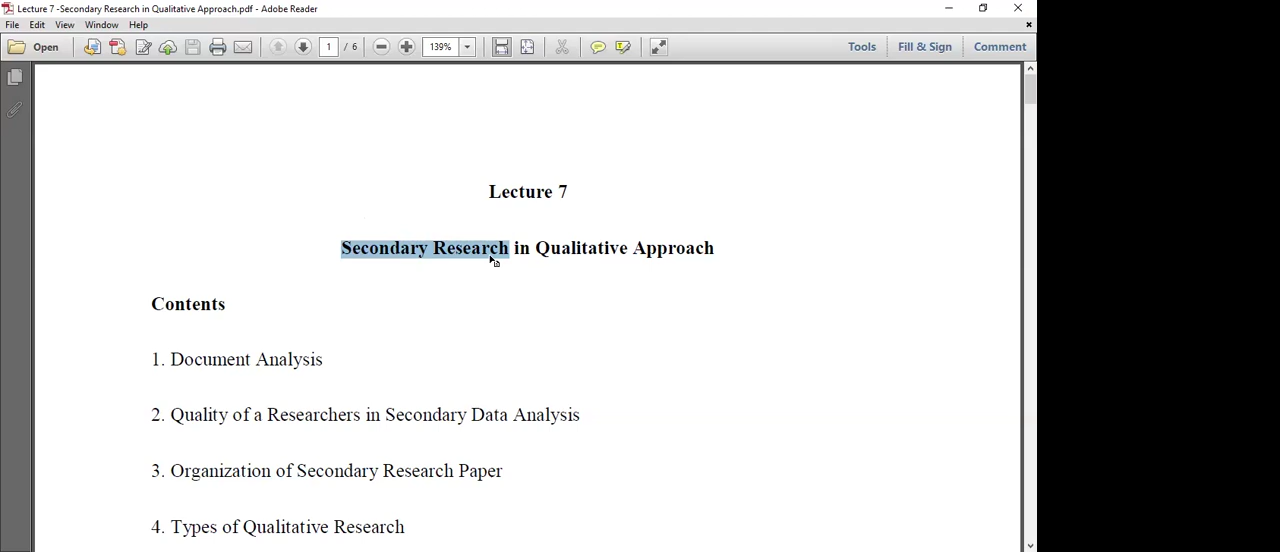 Lecture 7 -Secondary Research in Qualitative Approach.pdf - Adobe Reader
File Edit View Window Help
Open 1 / 6 139% Tools Fill & Sign Comment
Lecture 7
Secondary Research in Qualitative Approach
Contents
1. Document Analysis
2. Quality of a Researchers in Secondary Data Analysis
3. Organization of Secondary Research Paper
4. Types of Qualitative Research